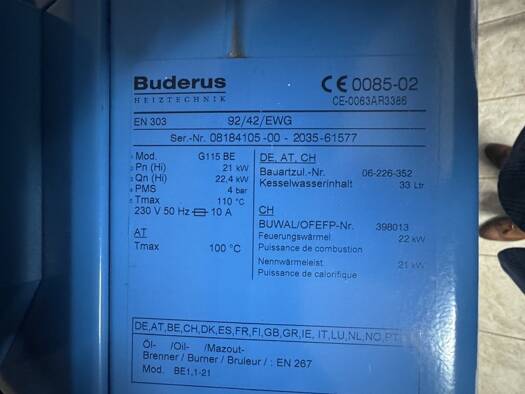 Buderus
HEIZTECHNIK
CE 0085-02
CE-0063AR3386
EN 303 92/42/EWG
Ser.-Nr. 08184105-00 - 2035-61577
Mod. G115 BE
Pn (Hi) 21 kW
Qn (Hi) 22,4 kW
PMS 4 bar
Tmax 110 °C
230 V 50 Hz 10 A
AT
Tmax 100 °C
DE, AT, CH
Bauartzul.-Nr. 06-226-352
Kesselwasserinhalt 33 Ltr
CH
BUWAL/OFEFP-Nr. 398013
Feuerungswärmel 22 kW
Puissance de combustion
Nennwärmeleist 21 kW
Puissance de calorifique
DE,AT,BE,CH,DK,ES,FR,FI,GB,GR,IE, IT,LU,NL,NO,PT
Öl- /Oil- /Mazout-
Brenner / Burner / Bruleur / : EN 267
Mod. BE1,1-21